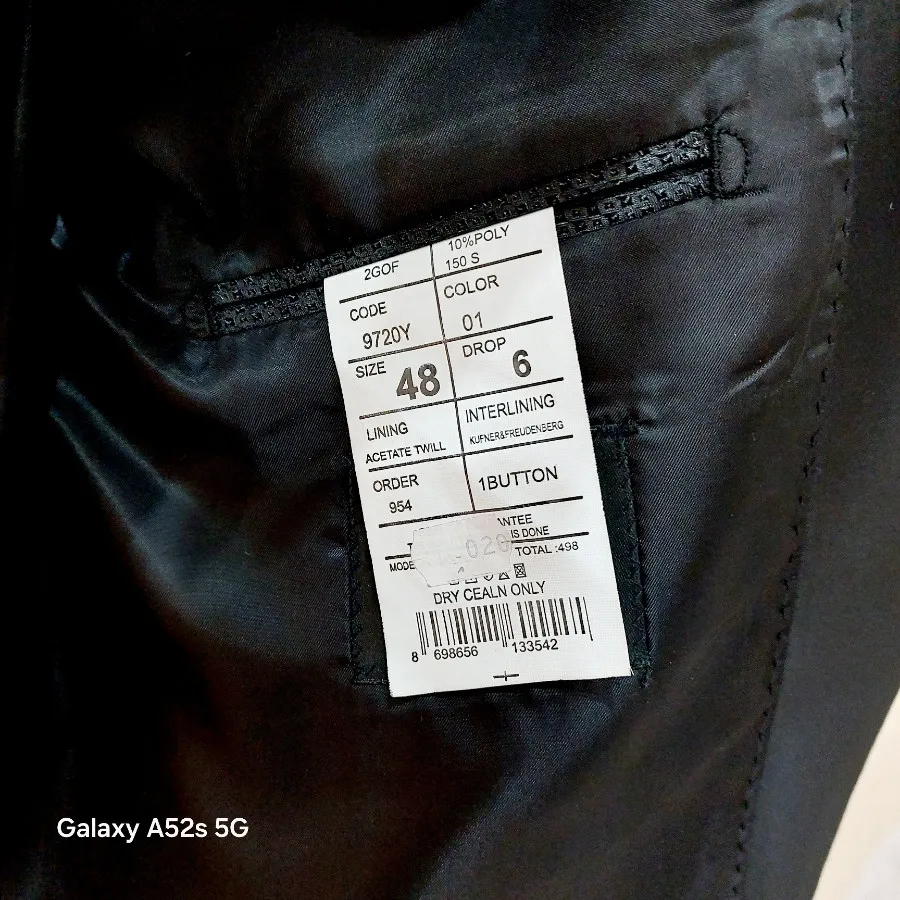 10%POLY
2GOF 150 S
CODE COLOR
9720Y 01
SIZE 48 DROP 6
LINING INTERLINING
ACETATE TWILL KUFNER&FREUDENBERG
ORDER 1BUTTON
954
ANTEE
IS DONE
MODE TOTAL :498
-020
DRY CEALN ONLY
8 698656 133542
Galaxy A52s 5G